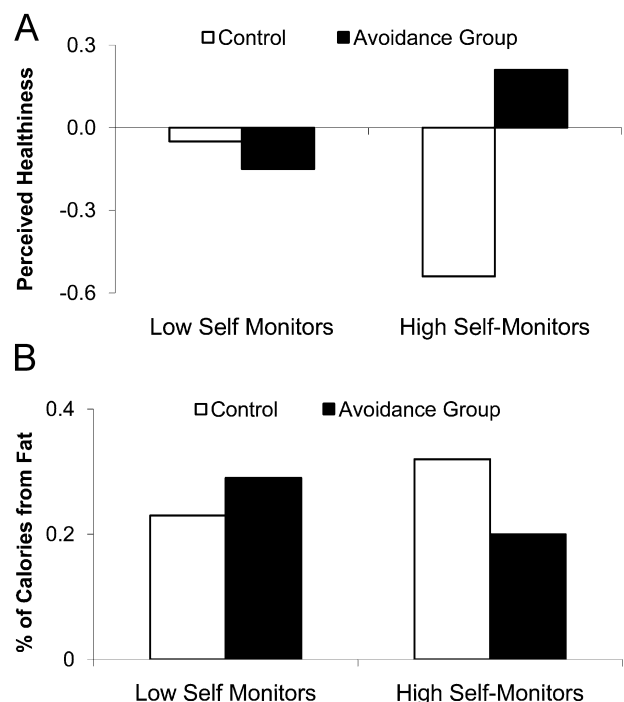 A
Control Avoidance Group
Perceived Healthiness
0.3
0.0
-0.3
-0.6
Low Self Monitors High Self-Monitors
B
Control Avoidance Group
% of Calories from Fat
0.4
0.2
0
Low Self Monitors High Self-Monitors